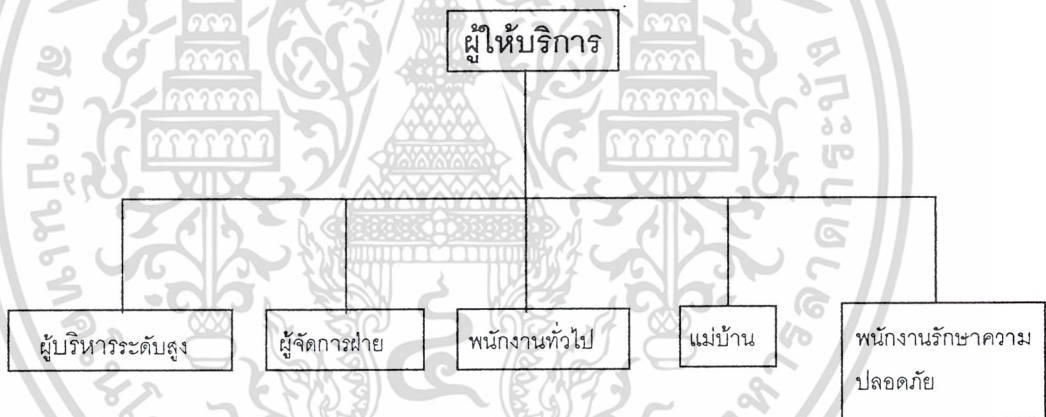 ผู้ให้บริการ
ผู้บริหารระดับสูง
ผู้จัดการฝ่าย
พนักงานทั่วไป
แม่บ้าน
พนักงานรักษาความ
ปลอดภัย